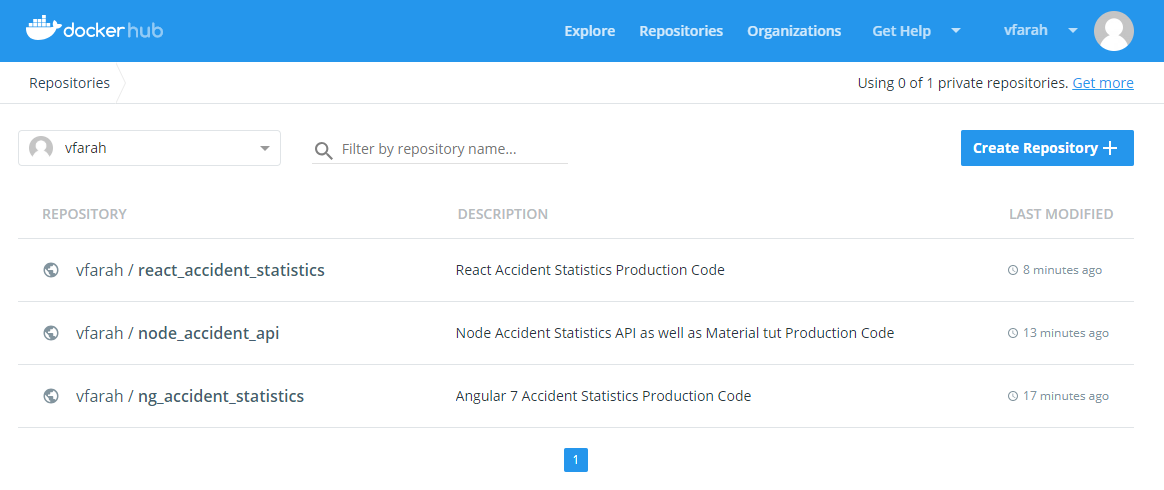 docker hub Explore Repositories Organizations Get Help vfarah
Repositories Using 0 of 1 private repositories. Get more
vfarah Filter by repository name... Create Repository +
REPOSITORY DESCRIPTION LAST MODIFIED
vfarah / react_accident_statistics React Accident Statistics Production Code 8 minutes ago
vfarah / node_accident_api Node Accident Statistics API as well as Material tut Production Code 13 minutes ago
vfarah / ng_accident_statistics Angular 7 Accident Statistics Production Code 17 minutes ago
1